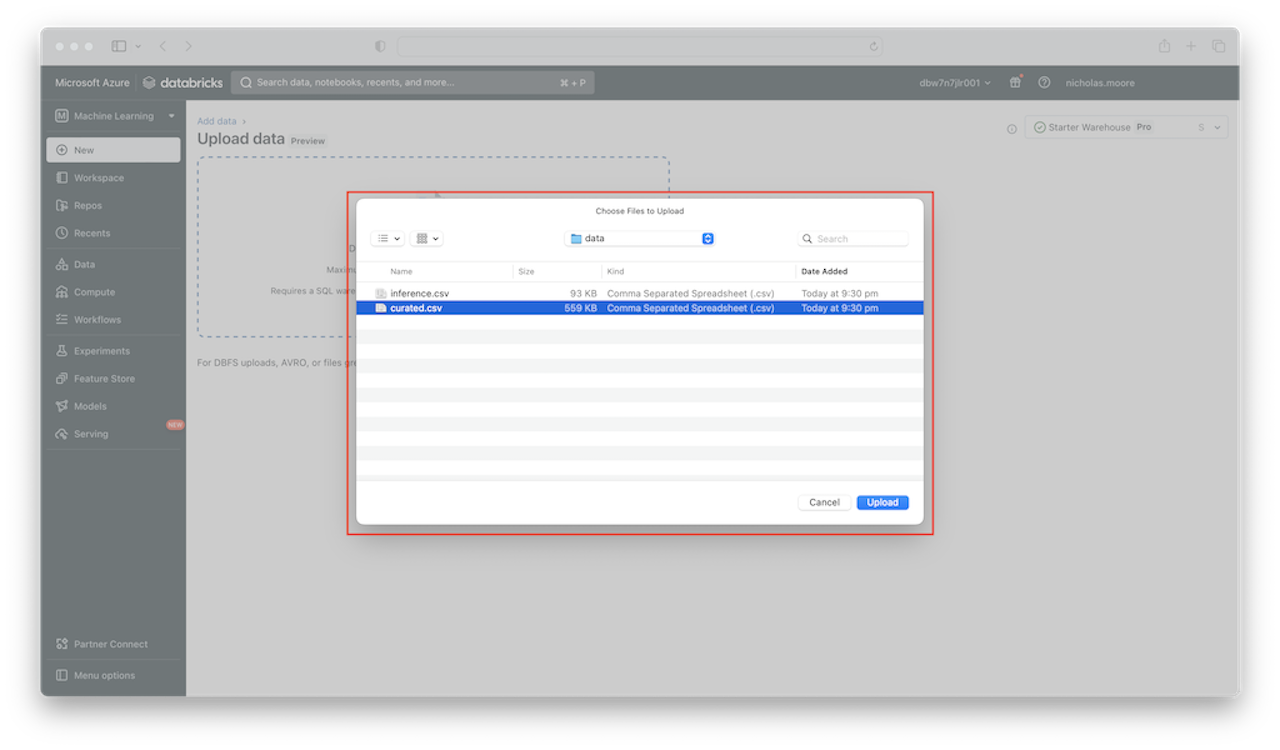 Microsoft Azure databricks Search data, notebooks, recents, and more... ⌘ + P dbw7n7jlr001 nicholas.moore
M Machine Learning
New
Workspace
Repos
Recents
Data
Compute
Workflows
Experiments
Feature Store
Models
NEW
Serving
Partner Connect
Menu options
Add data ›
Upload data Preview
Starter Warehouse Pro S
Requires a SQL
For DBFS uploads, AVRO, or files
Choose Files to Upload
data Search
Name Size Kind Date Added
inference.csv 93 KB Comma Separated Spreadsheet (.csv) Today at 9:30 pm
curated.csv 559 KB Comma Separated Spreadsheet (.csv) Today at 9:30 pm
Cancel Upload